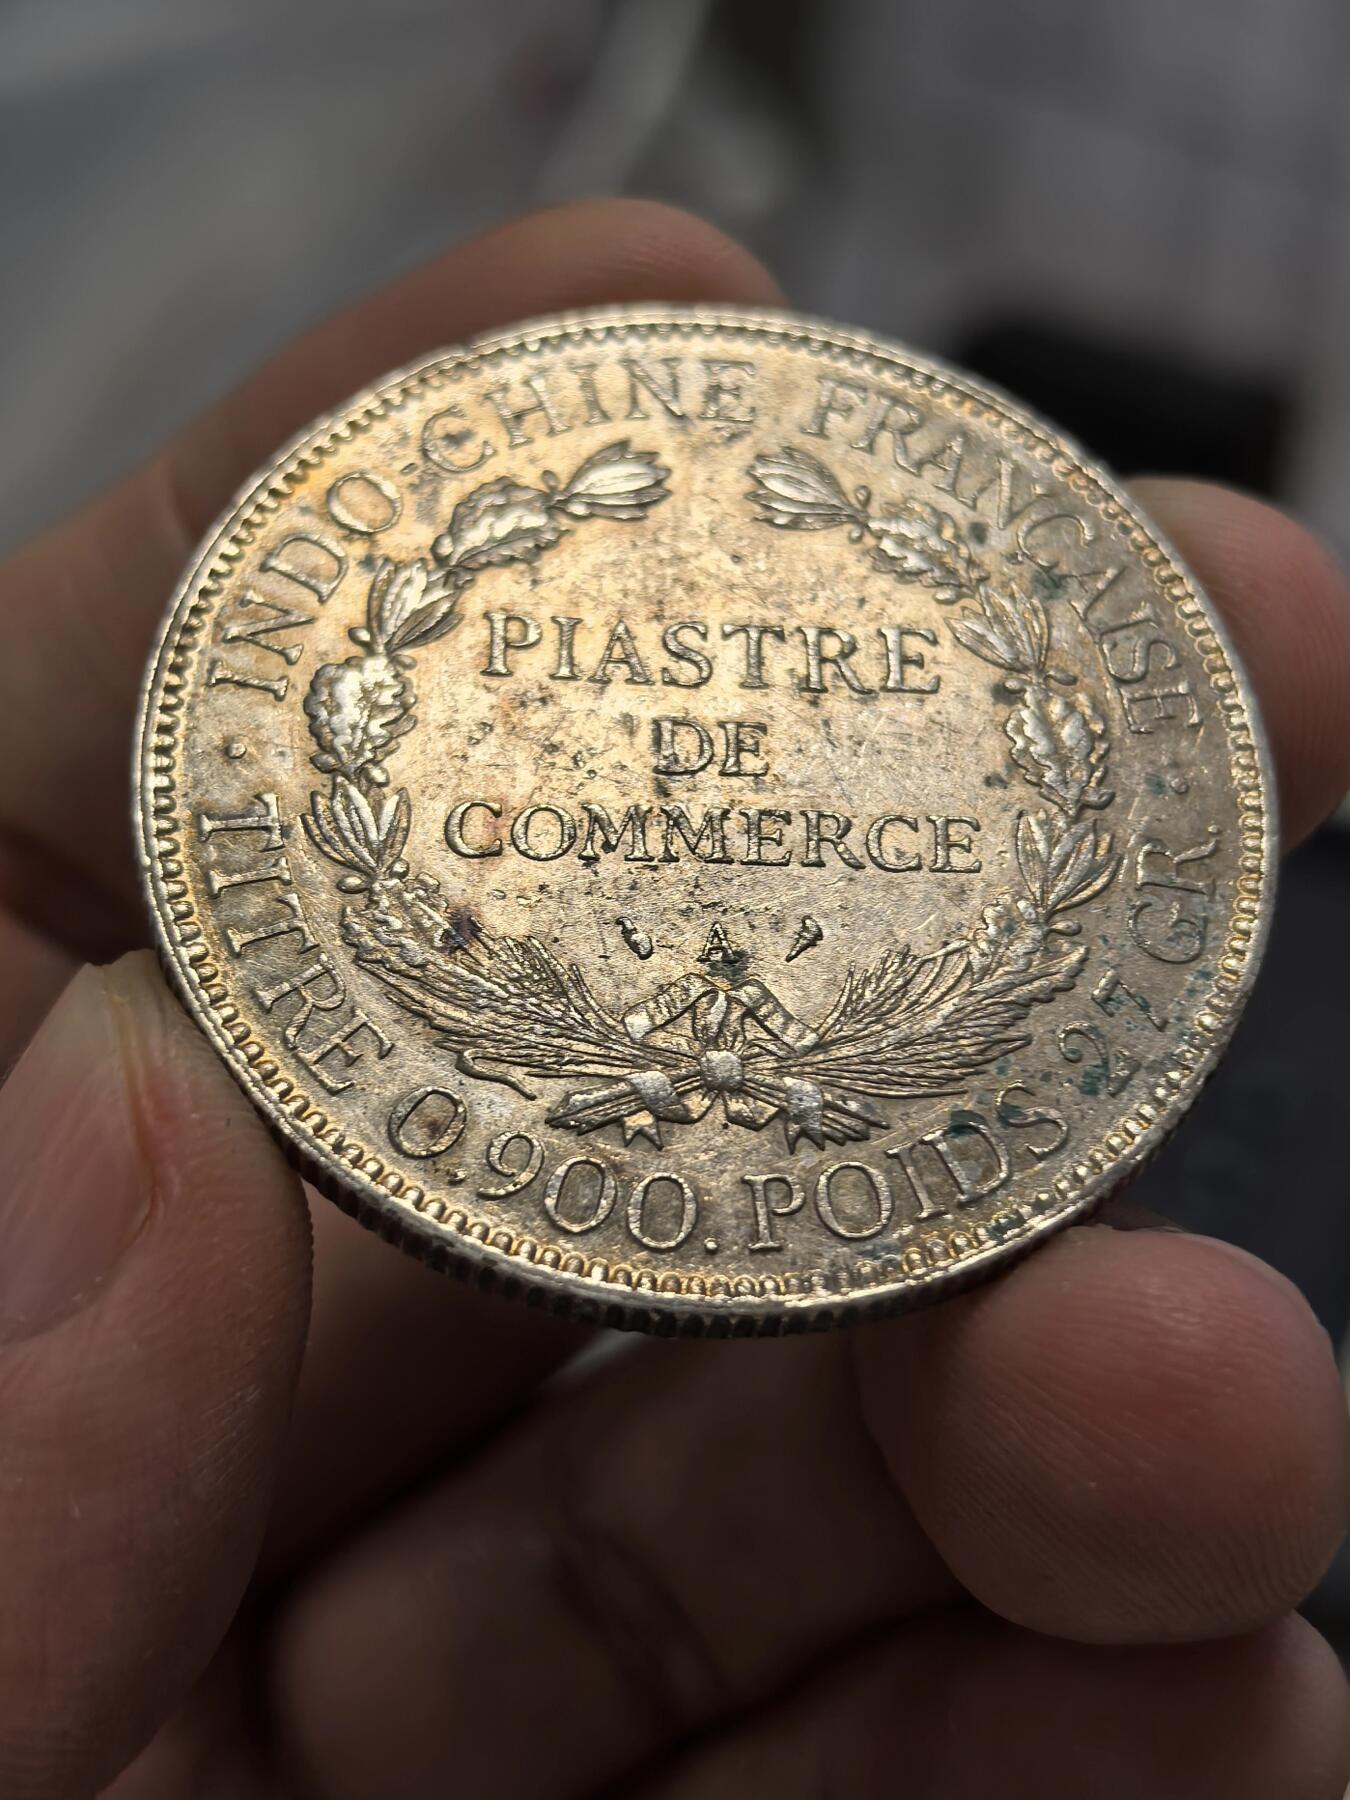 INDO-CHINE FRANÇAISE
PIASTRE
DE
COMMERCE
A
TITRE 0,900. POIDS 27 GR.